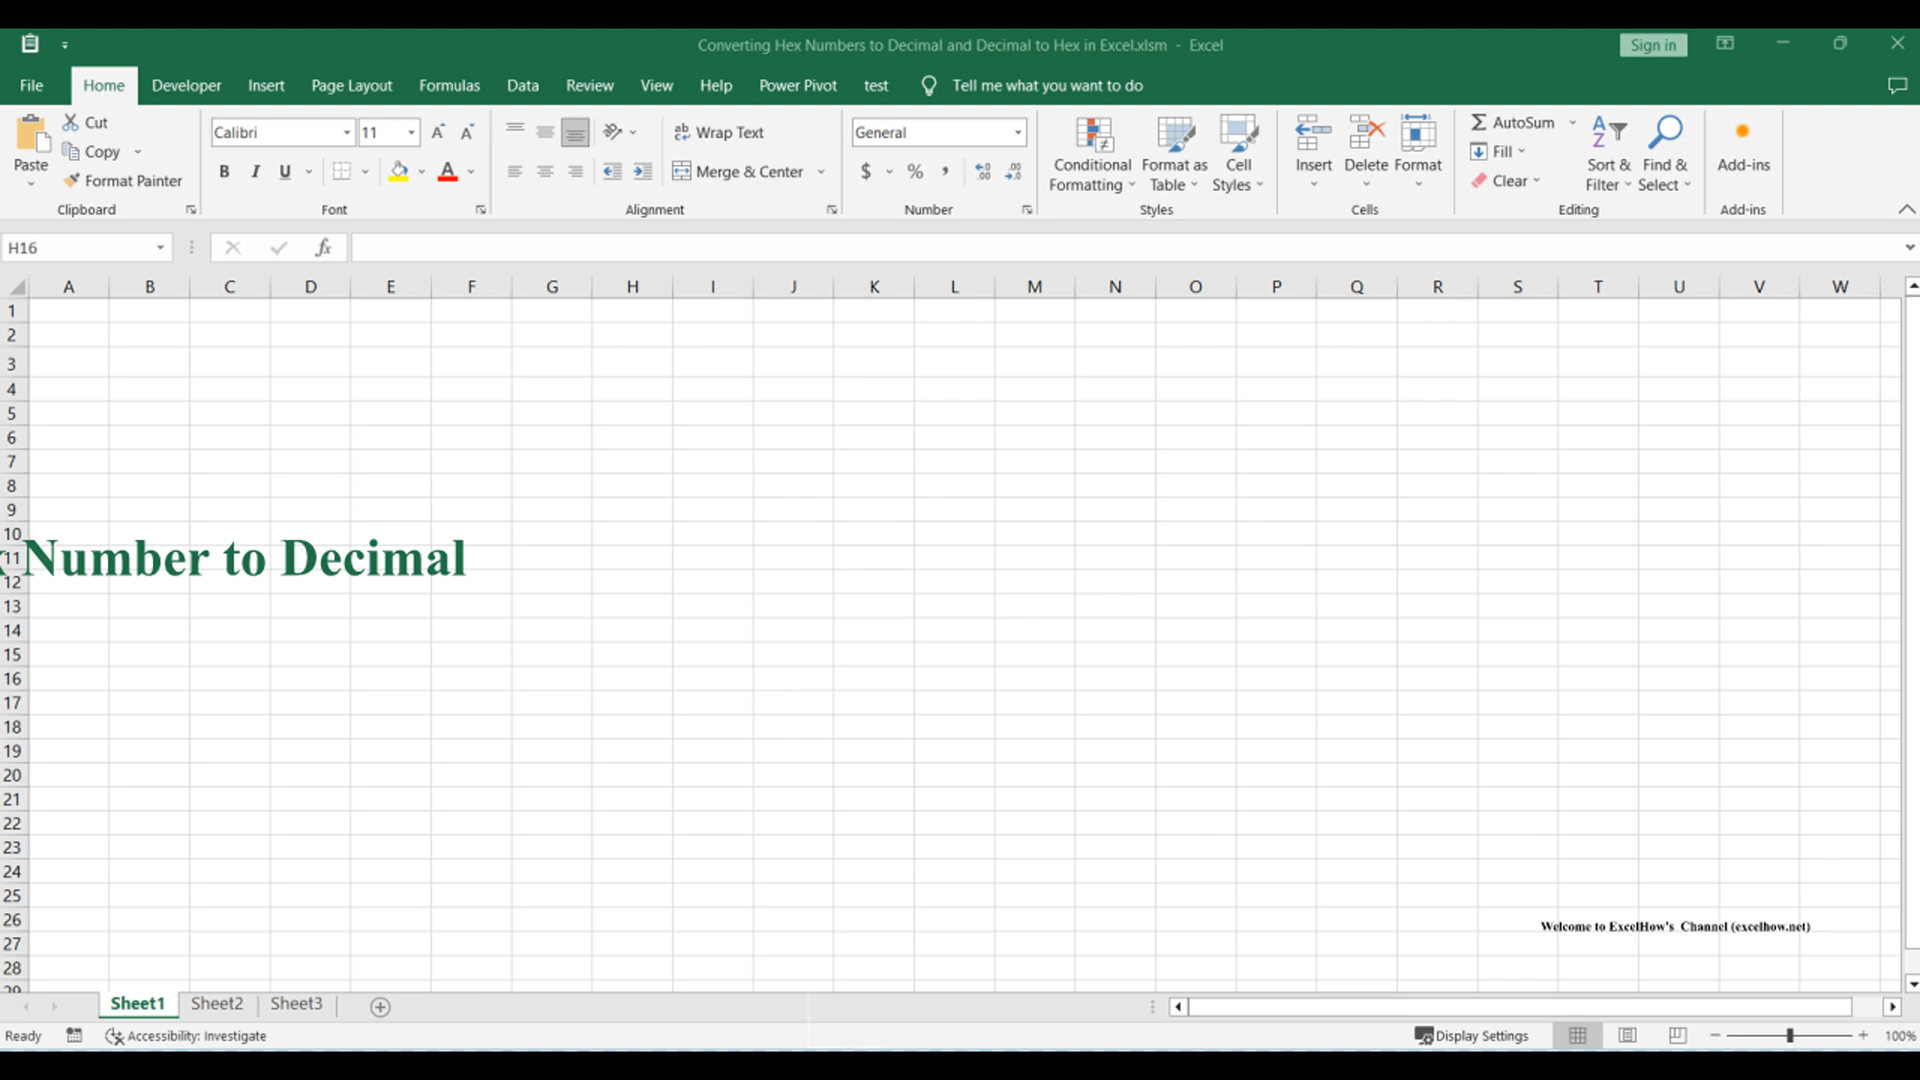 Converting Hex Numbers to Decimal and Decimal to Hex in Excel.xlsm - Excel
Sign in
File Home Developer Insert Page Layout Formulas Data Review View Help Power Pivot test Tell me what you want to do
Paste
Cut
Copy
Format Painter
Clipboard
Calibri 11
B I U
Font
Wrap Text
Merge & Center
Alignment
General
$ % ,
Number
Conditional Formatting
Format as Table
Cell Styles
Styles
Insert Delete Format
Cells
AutoSum
Fill
Clear
Sort & Filter
Find & Select
Editing
Add-ins
Add-ins
H16
fx
A B C D E F G H I J K L M N O P Q R S T U V W
1
2
3
4
5
6
7
8
9
10
11
Number to Decimal
12
13
14
15
16
17
18
19
20
21
22
23
24
25
26
Welcome to ExcelHow's Channel (excelhow.net)
27
28
29
Sheet1 Sheet2 Sheet3
Ready Accessibility: Investigate Display Settings 100%